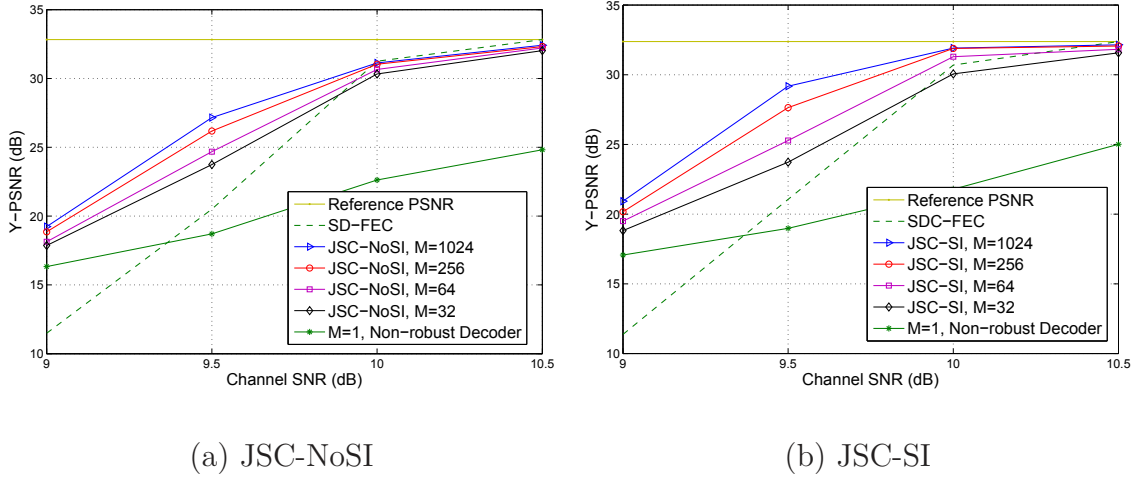 35
30
25
20
15
10
Y−PSNR (dB)
9
9.5
10
10.5
Channel SNR (dB)
Reference PSNR
SD−FEC
JSC−NoSI, M=1024
JSC−NoSI, M=256
JSC−NoSI, M=64
JSC−NoSI, M=32
M=1, Non−robust Decoder
(a) JSC-NoSI
35
30
25
20
15
10
Y−PSNR (dB)
9
9.5
10
10.5
Channel SNR (dB)
Reference PSNR
SDC−FEC
JSC−SI, M=1024
JSC−SI, M=256
JSC−SI, M=64
JSC−SI, M=32
M=1, Non−robust Decoder
(b) JSC-SI